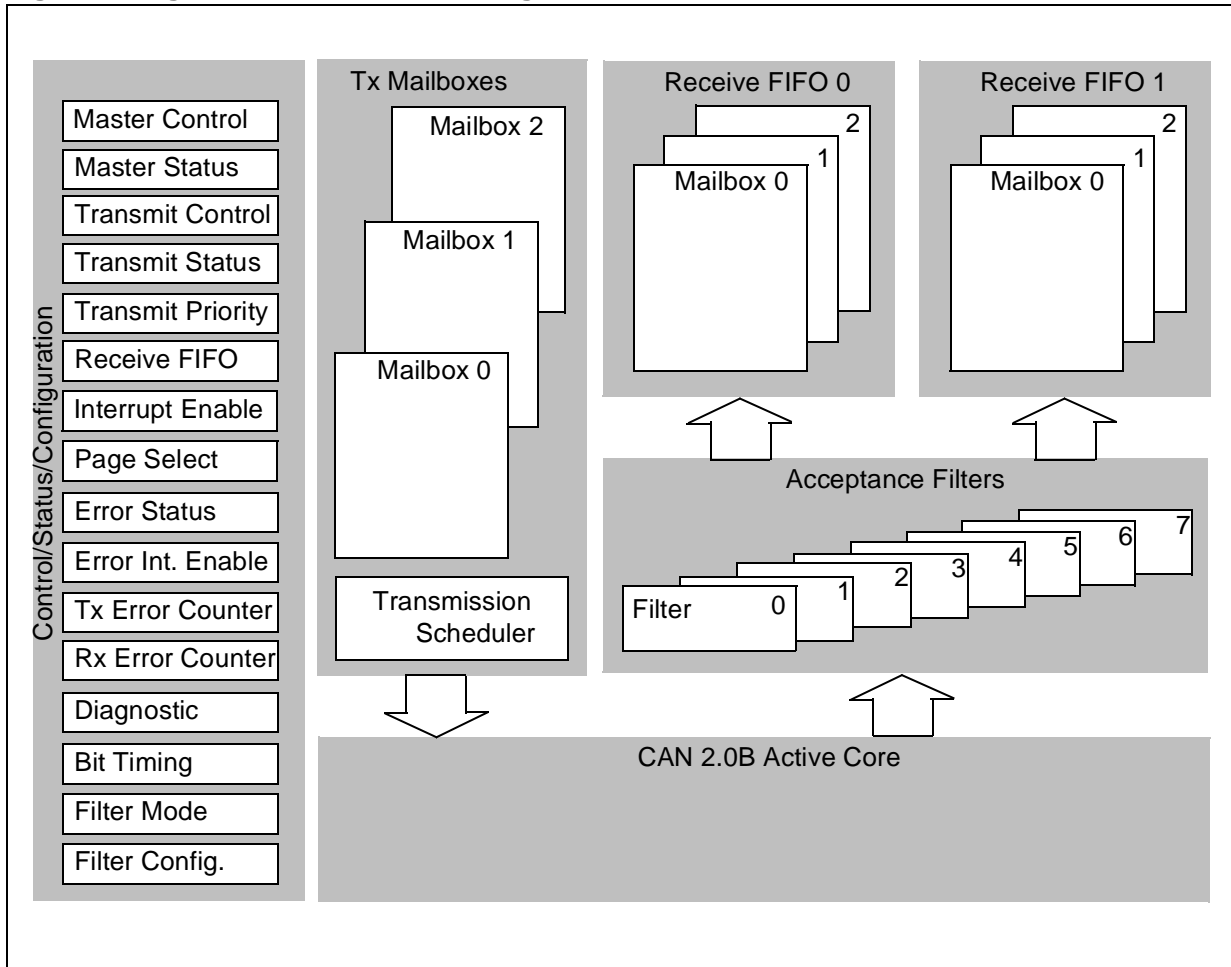 Control/Status/Configuration
Master Control
Master Status
Transmit Control
Transmit Status
Transmit Priority
Receive FIFO
Interrupt Enable
Page Select
Error Status
Error Int. Enable
Tx Error Counter
Rx Error Counter
Diagnostic
Bit Timing
Filter Mode
Filter Config.
Tx Mailboxes
Mailbox 2
Mailbox 1
Mailbox 0
Transmission
Scheduler
Receive FIFO 0
2
1
Mailbox 0
Receive FIFO 1
2
1
Mailbox 0
Acceptance Filters
Filter 0
1
2
3
4
5
6
7
CAN 2.0B Active Core